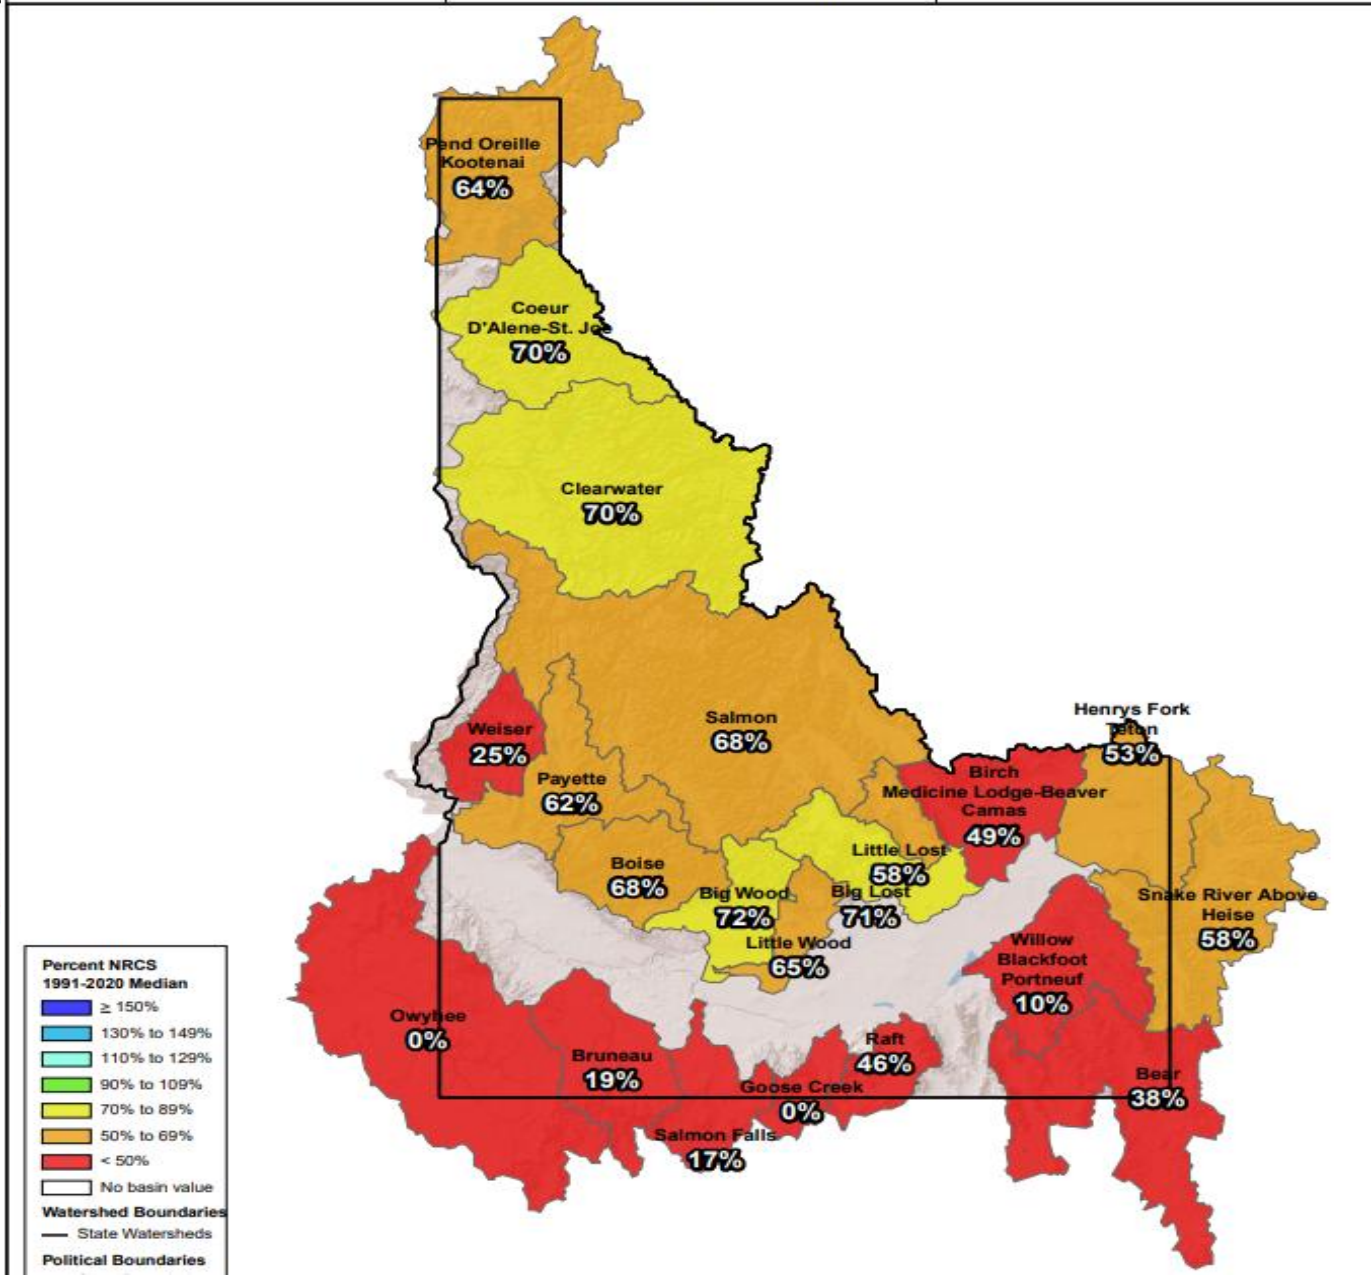 Pend Oreille
Kootenai
64%
Coeur
D'Alene-St. Joe
70%
Clearwater
70%
Salmon
68%
Weiser
25%
Payette
62%
Henrys Fork
Teton
53%
Birch
Medicine Lodge-Beaver
Camas
49%
Boise
68%
Little Lost
58%
Big Wood
72%
Big Lost
71%
Snake River Above
Heise
58%
Little Wood
65%
Willow
Blackfoot
Portneuf
10%
Owyhee
0%
Bruneau
19%
Raft
46%
Goose Creek
0%
Bear
38%
Salmon Falls
17%
Percent NRCS
1991-2020 Median
≥ 150%
130% to 149%
110% to 129%
90% to 109%
70% to 89%
50% to 69%
< 50%
No basin value
Watershed Boundaries
State Watersheds
Political Boundaries